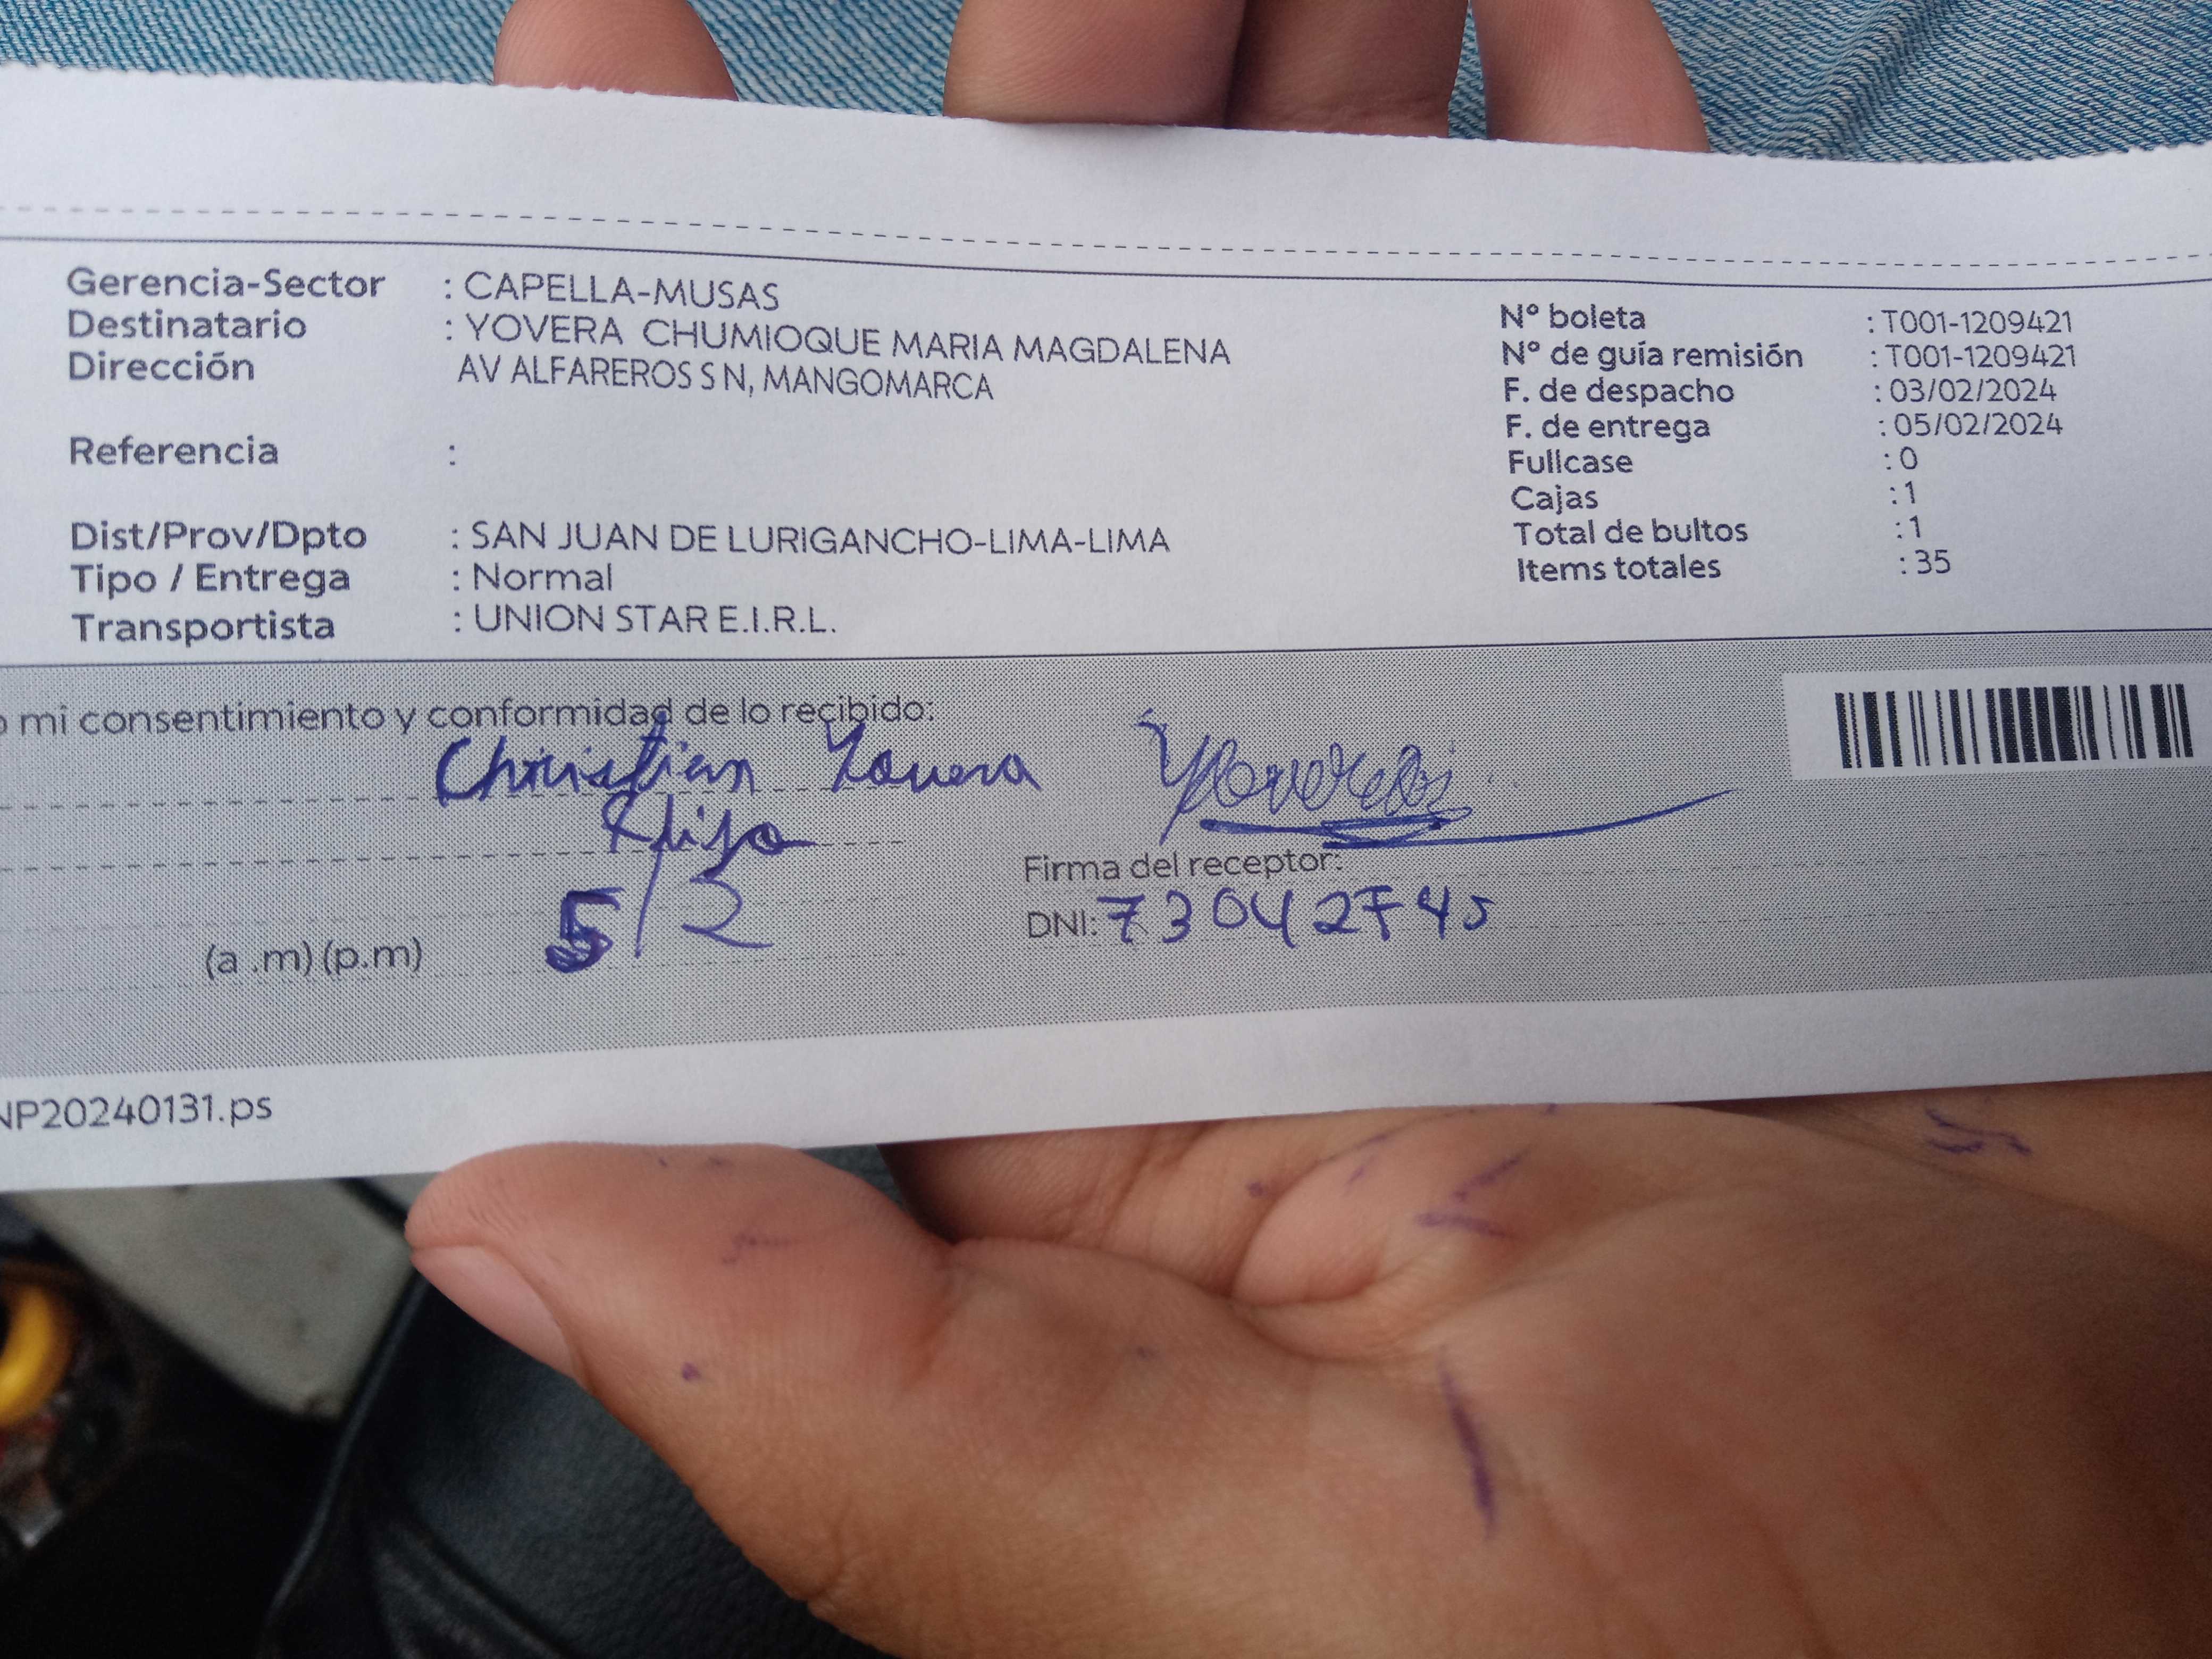 Gerencia-Sector : CAPELLA-MUSAS
Destinatario : YOVERA CHUMIOQUE MARIA MAGDALENA
Dirección AV ALFAREROS S N, MANGOMARCA
Referencia :
Dist/Prov/Dpto : SAN JUAN DE LURIGANCHO-LIMA-LIMA
Tipo / Entrega : Normal
Transportista : UNION STAR E.I.R.L.
N° boleta : T001-1209421
N° de guía remisión : T001-1209421
F. de despacho : 03/02/2024
F. de entrega : 05/02/2024
Fullcase : 0
Cajas : 1
Total de bultos : 1
Items totales : 35
mi consentimiento y conformidad de lo recibido:
Christian Yovera
5/2
Firma del receptor:
DNI: 73042745
(a .m) (p.m)
NP20240131.ps